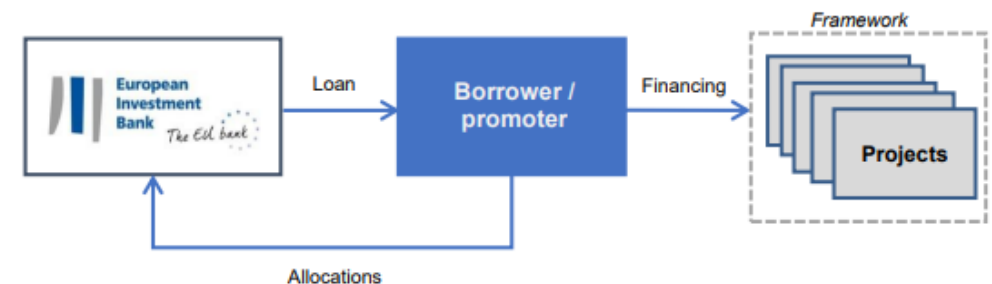 Framework
European
Investment
Bank
The EU bank
Loan
Borrower /
promoter
Financing
Projects
Allocations